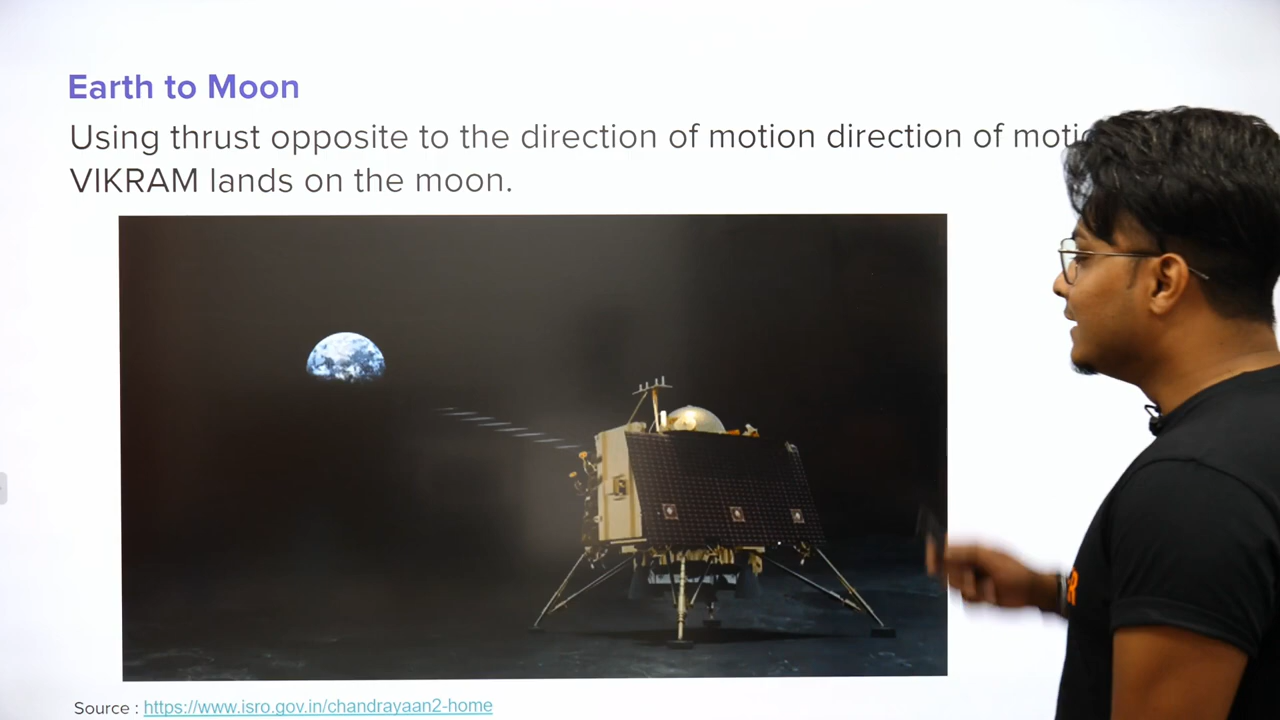 Earth to Moon
Using thrust opposite to the direction of motion direction of
VIKRAM lands on the moon.
Source : https://www.isro.gov.in/chandrayaan2-home